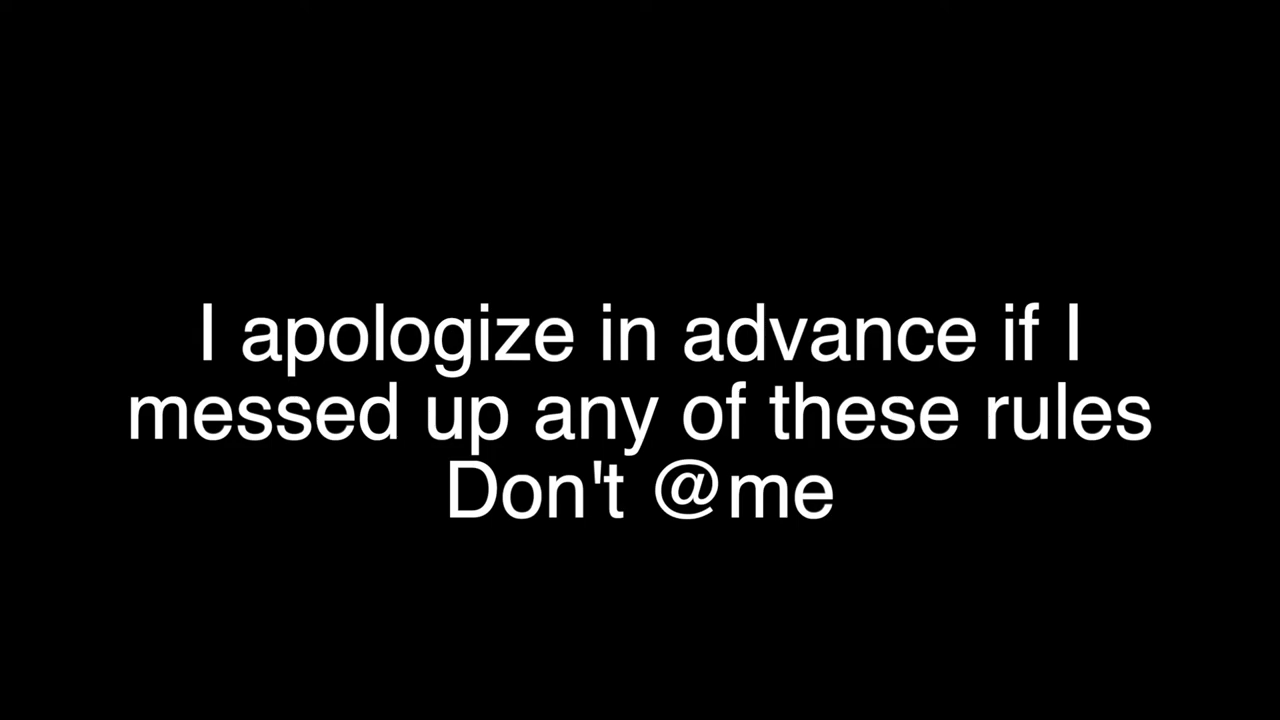 I apologize in advance if I
messed up any of these rules
Don't @me